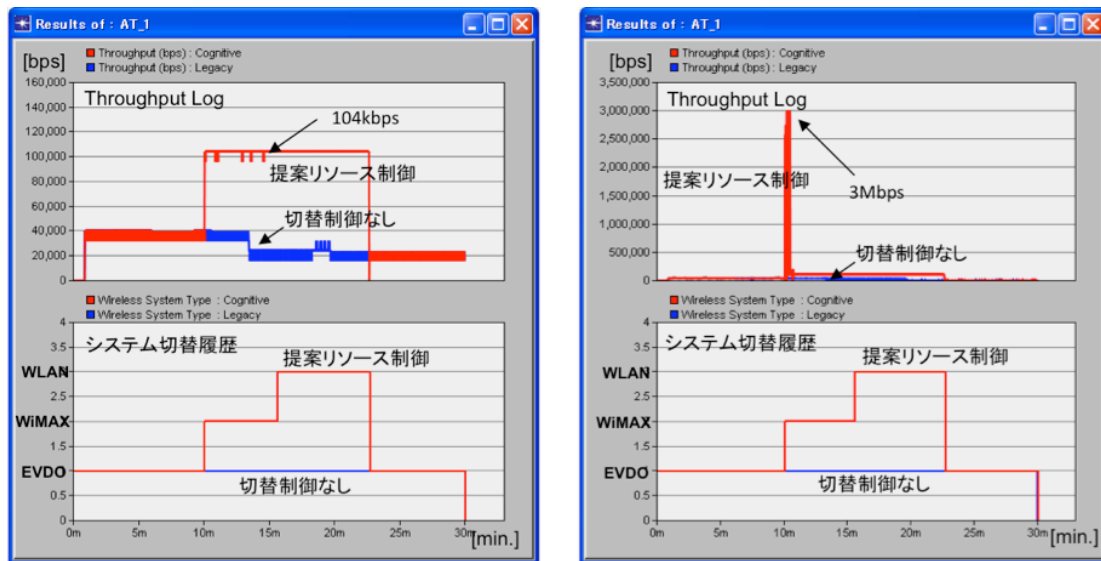 Results of : AT_1
[bps]
Throughput (bps) : Cognitive
Throughput (bps) : Legacy
160,000
140,000
120,000
100,000
80,000
60,000
40,000
20,000
0
Throughput Log
104kbps
提案リソース制御
切替制御なし
Wireless System Type : Cognitive
Wireless System Type : Legacy
4
3.5
WLAN
2.5
WiMAX
1.5
EVDO
0.5
0
システム切替履歴
提案リソース制御
切替制御なし
0m 5m 10m 15m 20m 25m 30m [min.]
Results of : AT_1
[bps]
Throughput (bps) : Cognitive
Throughput (bps) : Legacy
3,500,000
3,000,000
2,500,000
2,000,000
1,500,000
1,000,000
500,000
0
Throughput Log
提案リソース制御
3Mbps
切替制御なし
Wireless System Type : Cognitive
Wireless System Type : Legacy
4
3.5
WLAN
2.5
WiMAX
1.5
EVDO
0.5
0
システム切替履歴
提案リソース制御
切替制御なし
0m 5m 10m 15m 20m 25m 30m [min.]